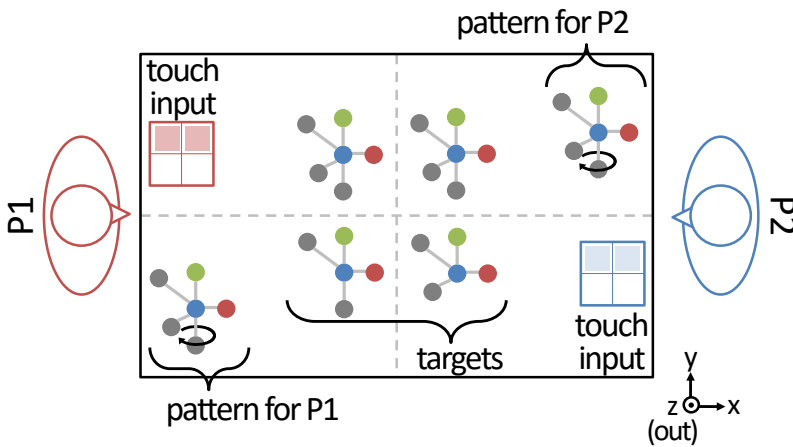 pattern for P2
touch
input
P1
P2
touch
input
targets
pattern for P1
y
z
x
(out)